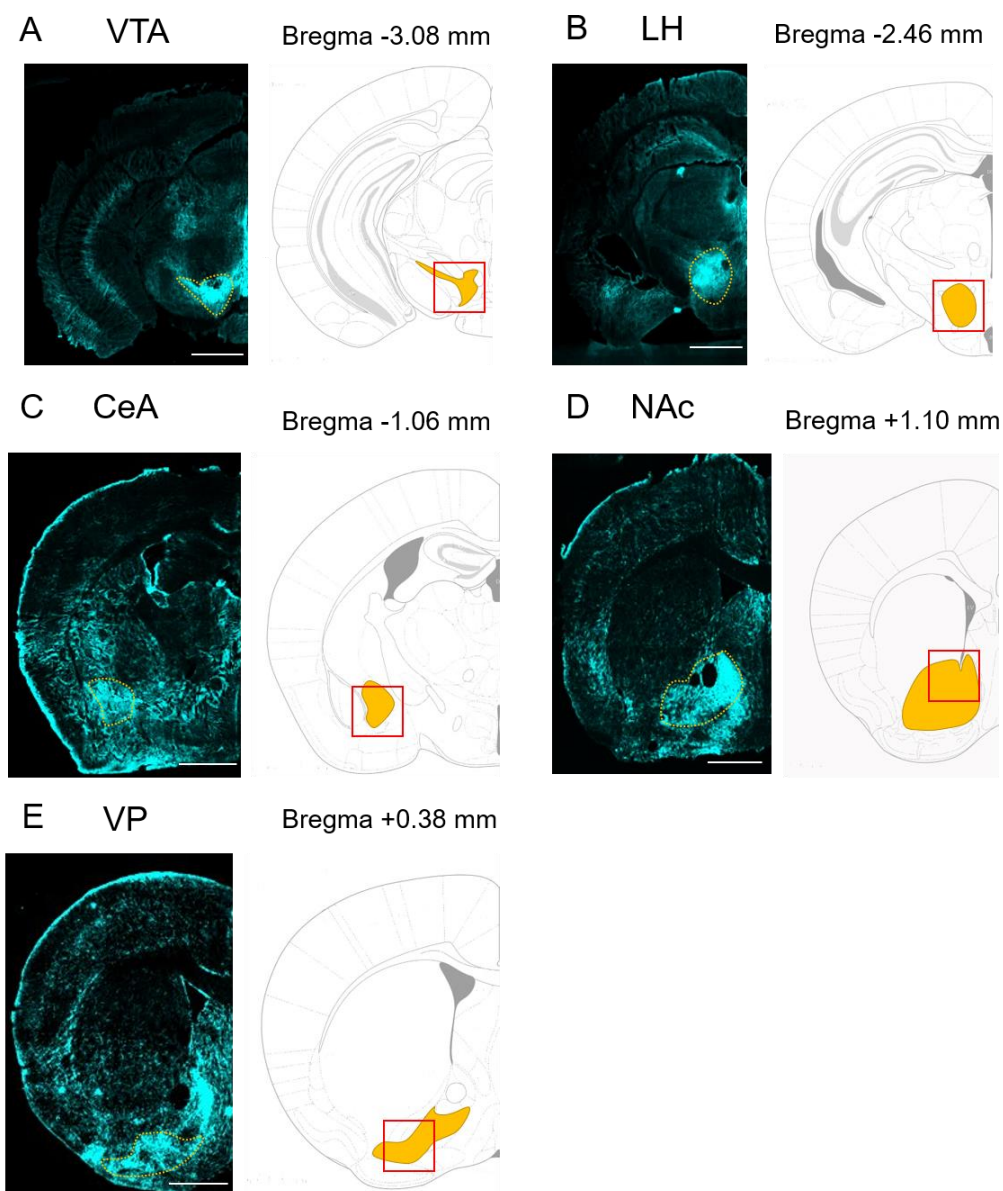 A VTA Bregma -3.08 mm
B LH Bregma -2.46 mm
C CeA Bregma -1.06 mm
D NAc Bregma +1.10 mm
E VP Bregma +0.38 mm